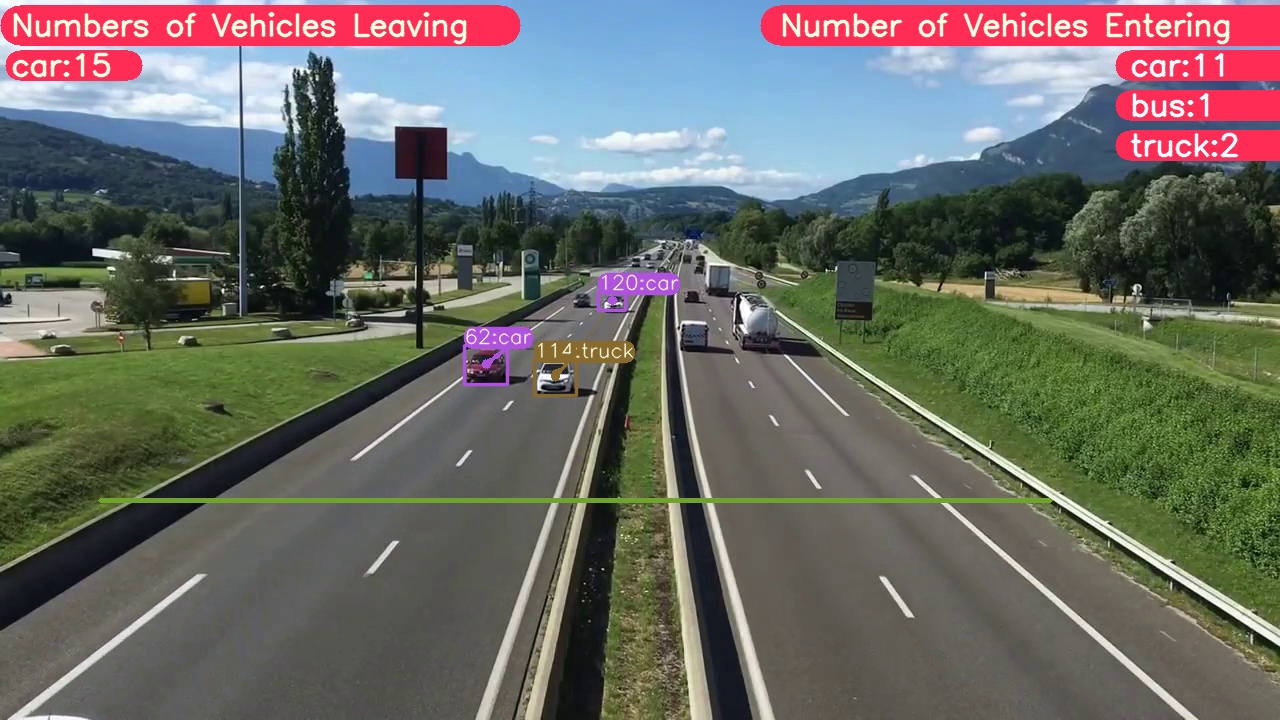 Numbers of Vehicles Leaving
car:15
Number of Vehicles Entering
car:11
bus:1
truck:2
120:car
62:car
114:truck